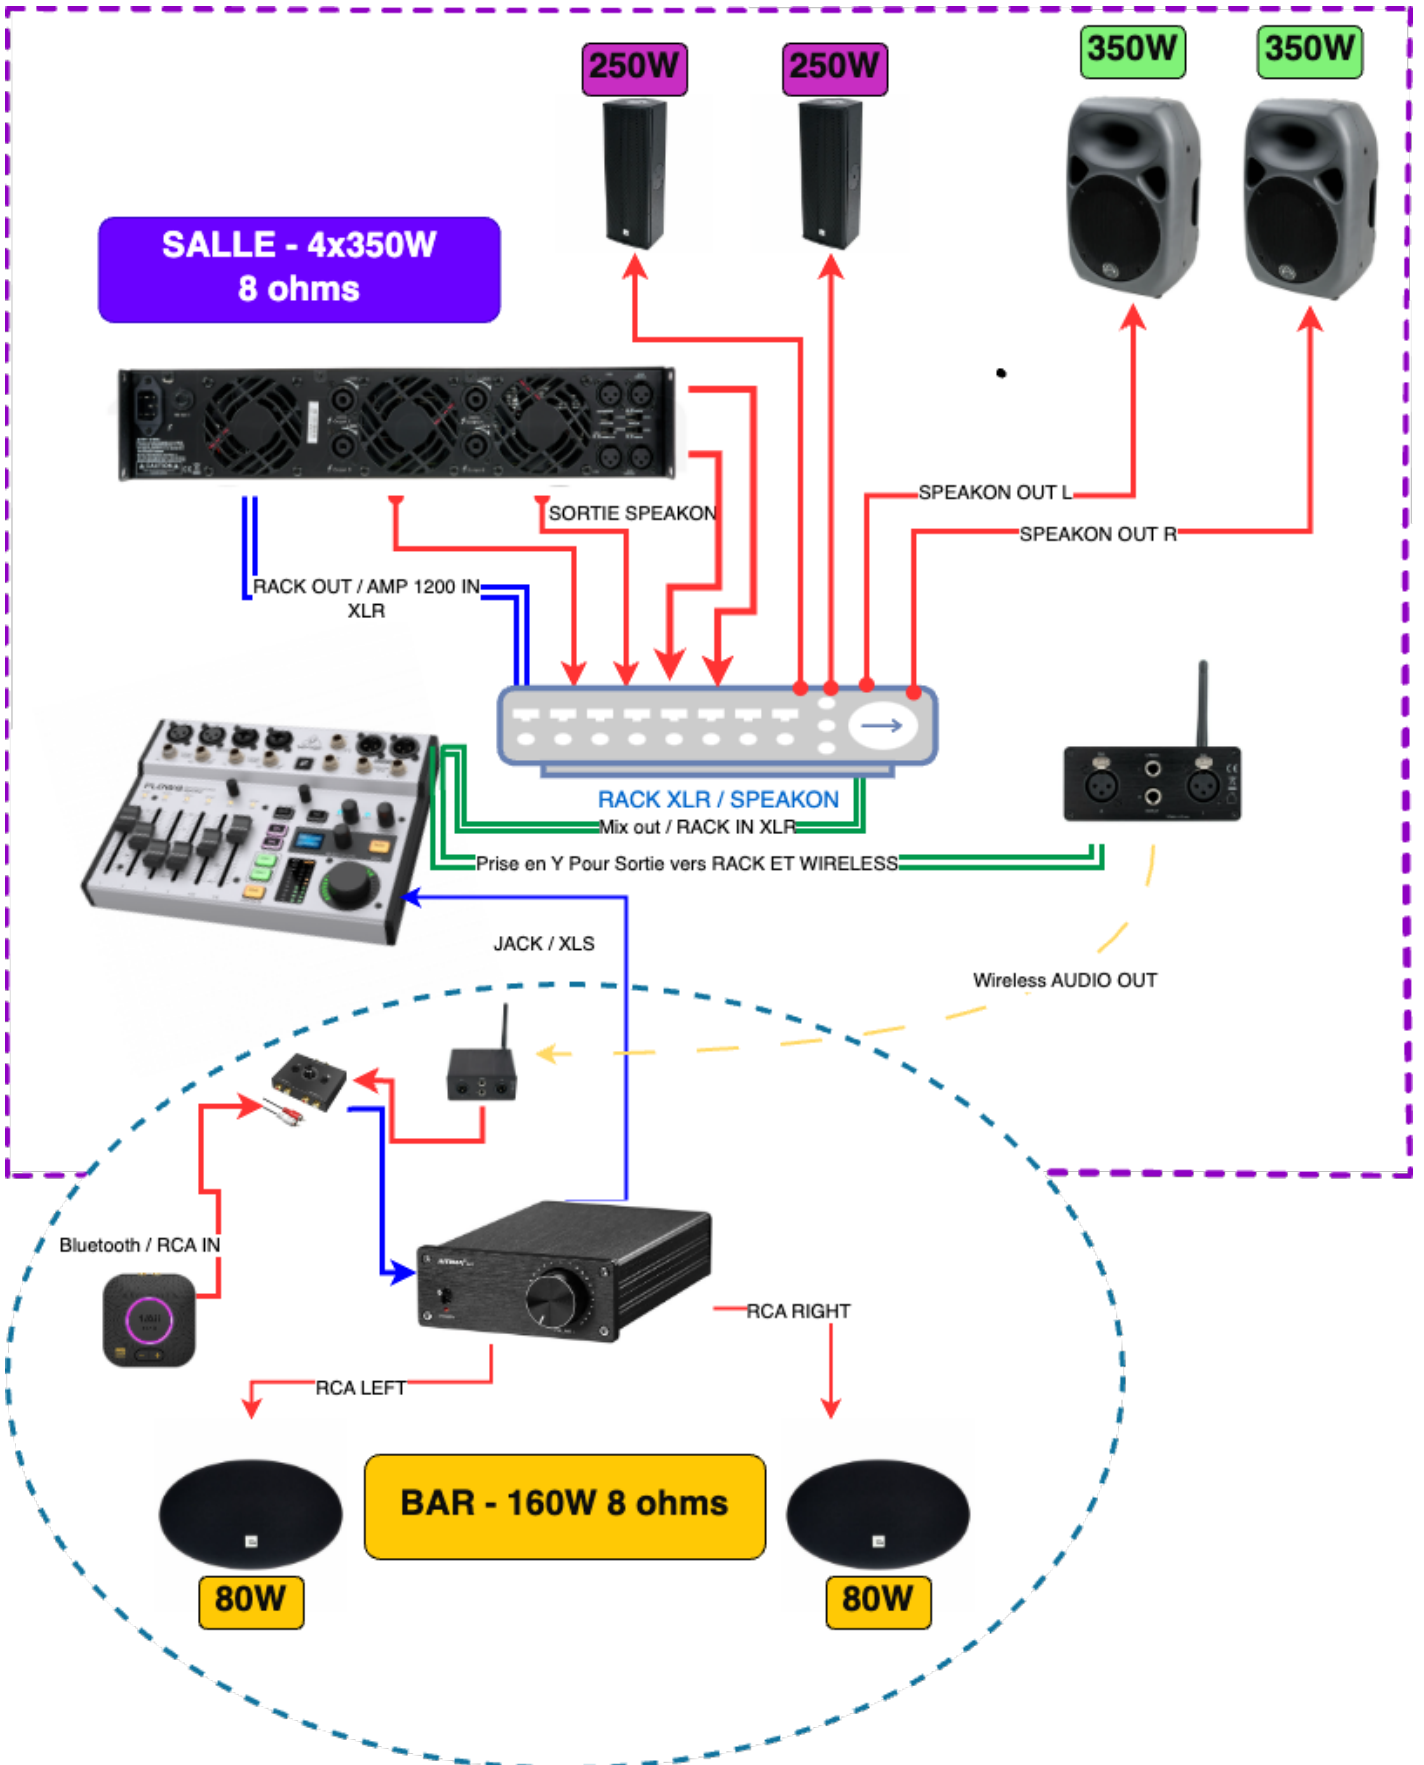 250W
250W
350W
350W
SALLE - 4x350W
8 ohms
SORTIE SPEAKON
SPEAKON OUT L
SPEAKON OUT R
RACK OUT / AMP 1200 IN
XLR
RACK XLR / SPEAKON
Mix out / RACK IN XLR
Prise en Y Pour Sortie vers RACK ET WIRELESS
JACK / XLS
Wireless AUDIO OUT
Bluetooth / RCA IN
RCA RIGHT
RCA LEFT
BAR - 160W 8 ohms
80W
80W